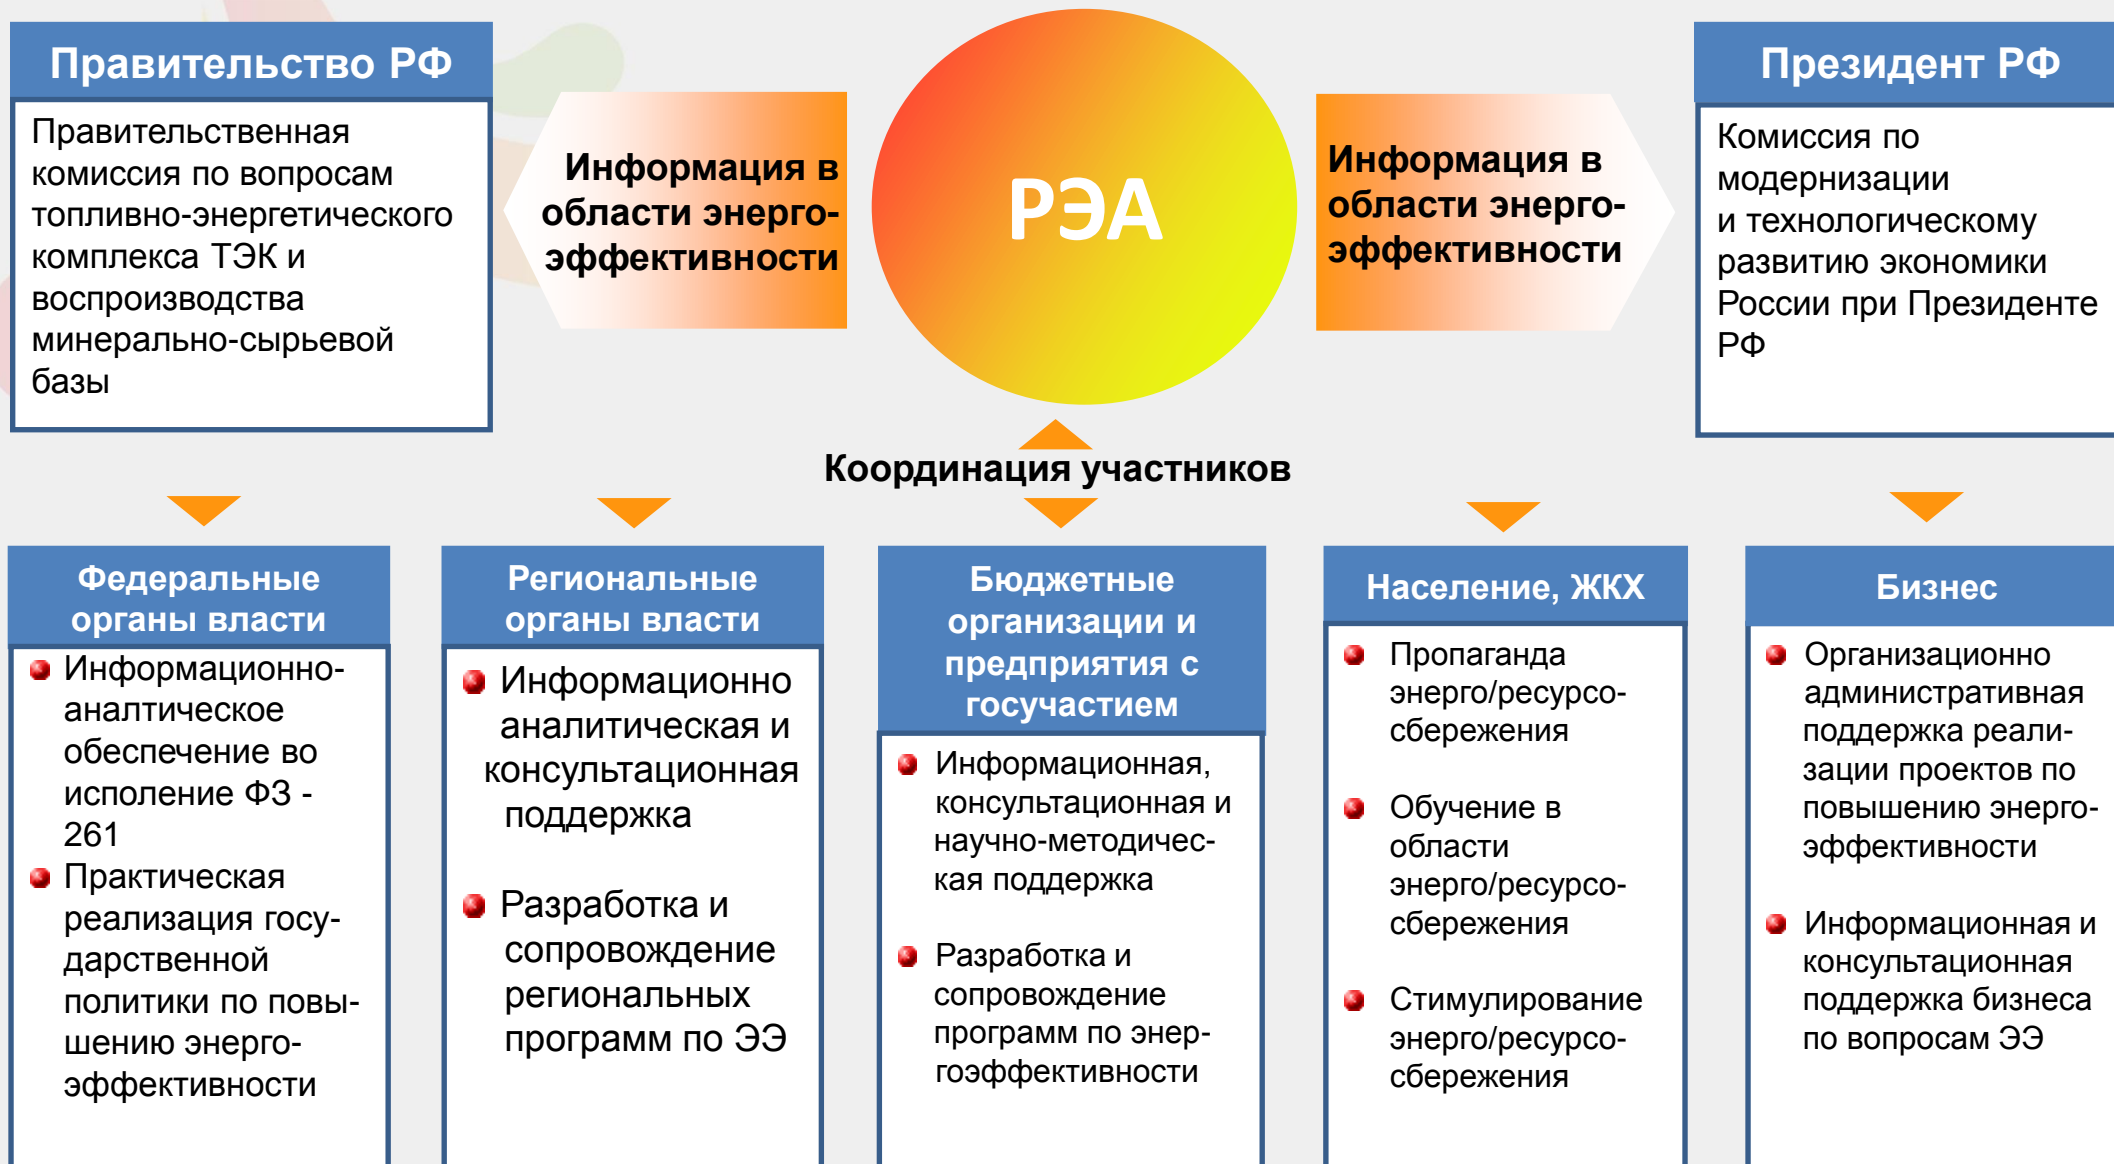 Правительство РФ
Правительственная
комиссия по вопросам
топливно-энергетического
комплекса ТЭК и
воспроизводства
минерально-сырьевой
базы
Информация в
области энерго-
эффективности
РЭА
Информация в
области энерго-
эффективности
Президент РФ
Комиссия по
модернизации
и технологическому
развитию экономики
России при Президенте
РФ
Координация участников
Федеральные
органы власти
Информационно-
аналтическое
обеспечение во
исполение ФЗ -
261
Практическая
реализация госу-
дарственной
политики по повы-
шению энерго-
эффективности
Региональные
органы власти
Информационно
аналитическая и
консультационная
поддержка
Разработка и
сопровождение
региональных
программ по ЭЭ
Бюджетные
организации и
предприятия с
госучастием
Информационная,
консультационная и
научно-методичес-
кая поддержка
Разработка и
сопровождение
программ по энер-
гоэффективности
Население, ЖКХ
Пропаганда
энерго/ресурсо-
сбережения
Обучение в
области
энерго/ресурсо-
сбережения
Стимулирование
энерго/ресурсо-
сбережения
Бизнес
Организационно
административная
поддержка реали-
зации проектов по
повышению энерго-
эффективности
Информационная и
консультационная
поддержка бизнеса
по вопросам ЭЭ